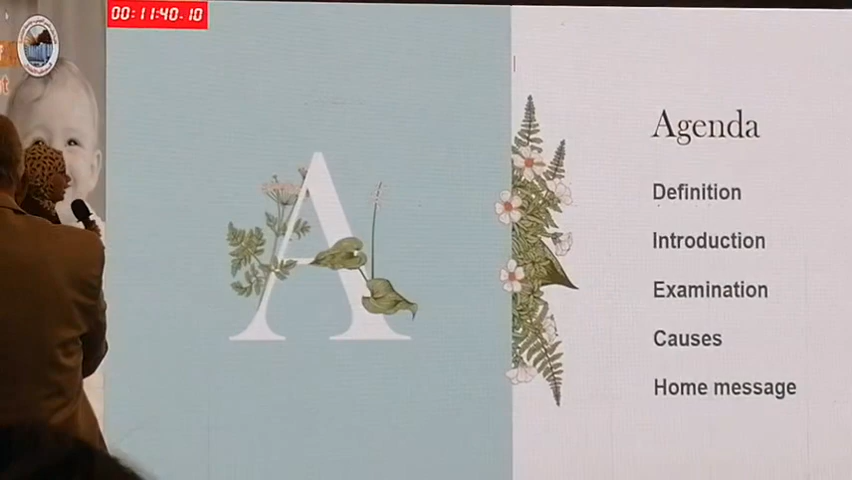 00:11:40.10
A
Agenda
Definition
Introduction
Examination
Causes
Home message